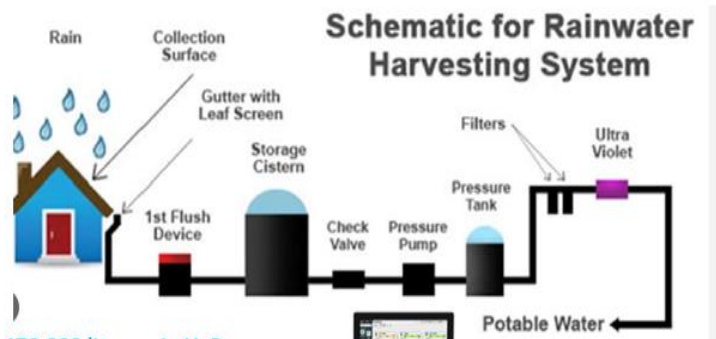 Schematic for Rainwater
Harvesting System
Rain
Collection
Surface
Gutter with
Leaf Screen
Storage
Cistern
1st Flush
Device
Check
Valve
Pressure
Pump
Pressure
Tank
Filters
Ultra
Violet
Potable Water